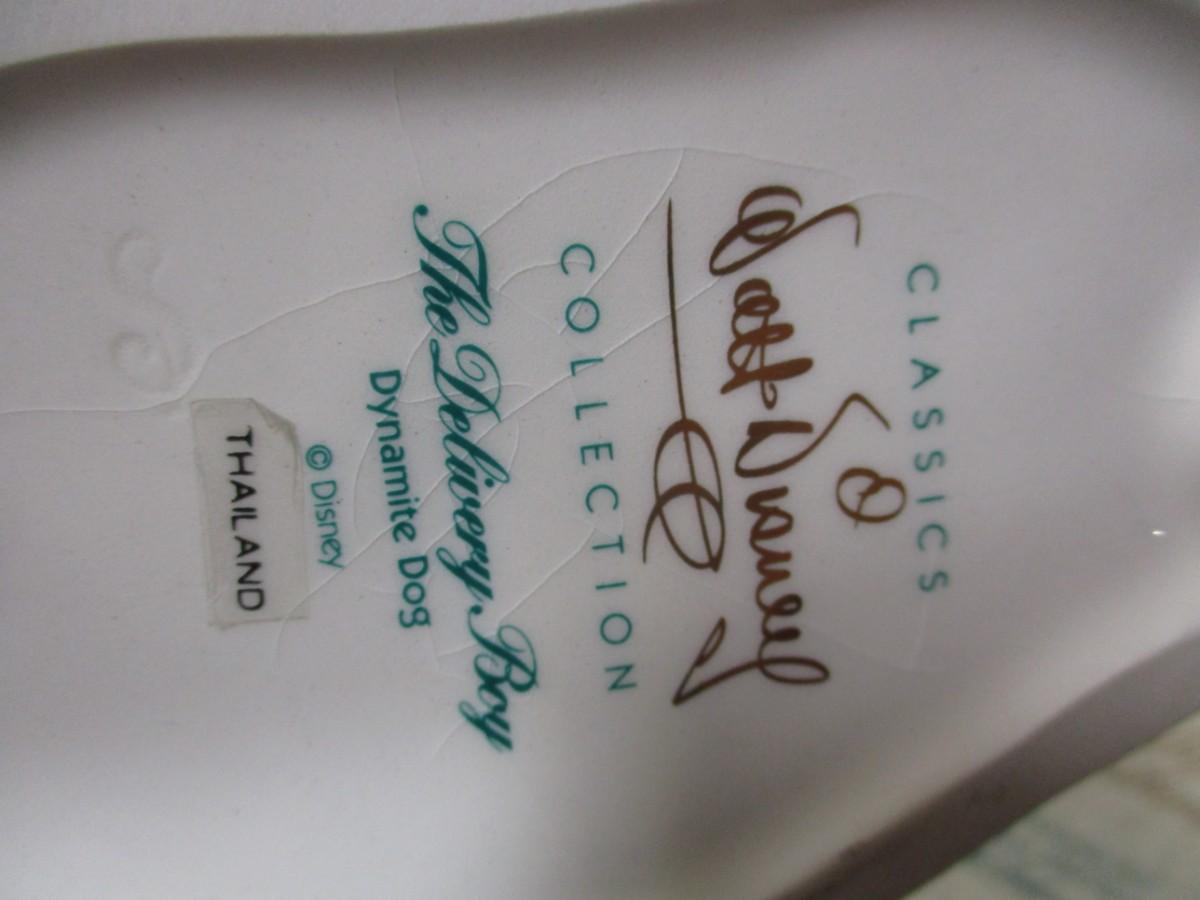 CLASSICS
Walt Disney
COLLECTION
The Delivery Boy
Dynamite Dog
© Disney
THAILAND